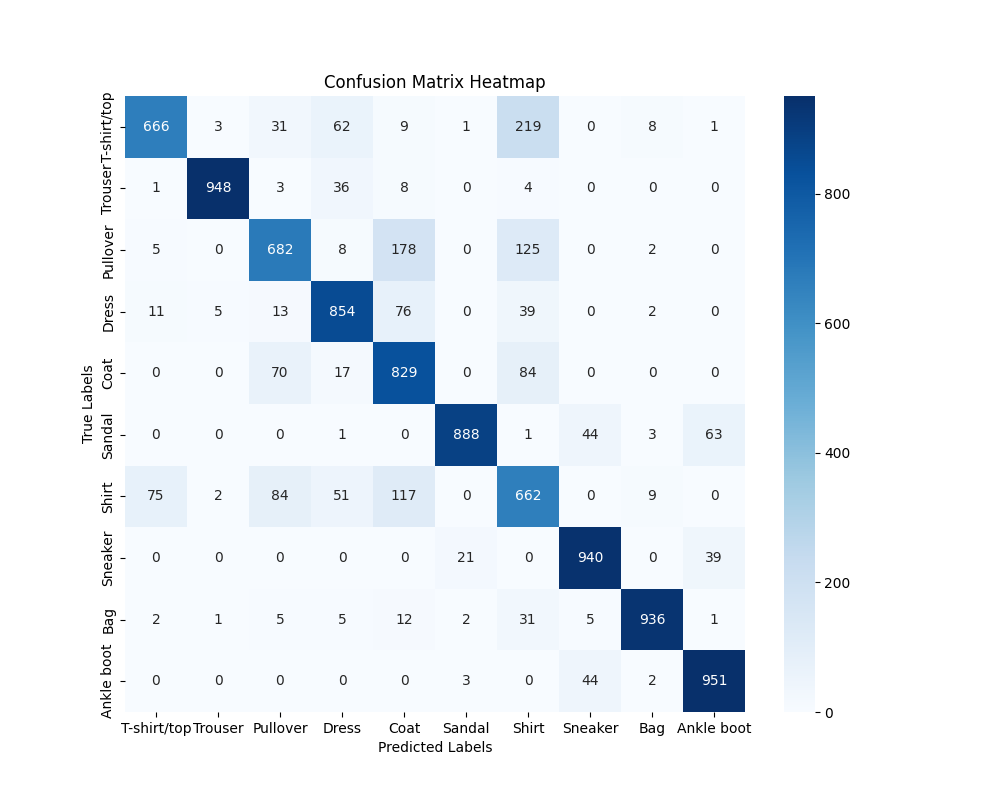 Confusion Matrix Heatmap
True Labels
T-shirt/top 666 3 31 62 9 1 219 0 8 1
Trouser 1 948 3 36 8 0 4 0 0 0
Pullover 5 0 682 8 178 0 125 0 2 0
Dress 11 5 13 854 76 0 39 0 2 0
Coat 0 0 70 17 829 0 84 0 0 0
Sandal 0 0 0 1 0 888 1 44 3 63
Shirt 75 2 84 51 117 0 662 0 9 0
Sneaker 0 0 0 0 0 21 0 940 0 39
Bag 2 1 5 5 12 2 31 5 936 1
Ankle boot 0 0 0 0 0 3 0 44 2 951
T-shirt/top Trouser Pullover Dress Coat Sandal Shirt Sneaker Bag Ankle boot
Predicted Labels
800
600
400
200
0